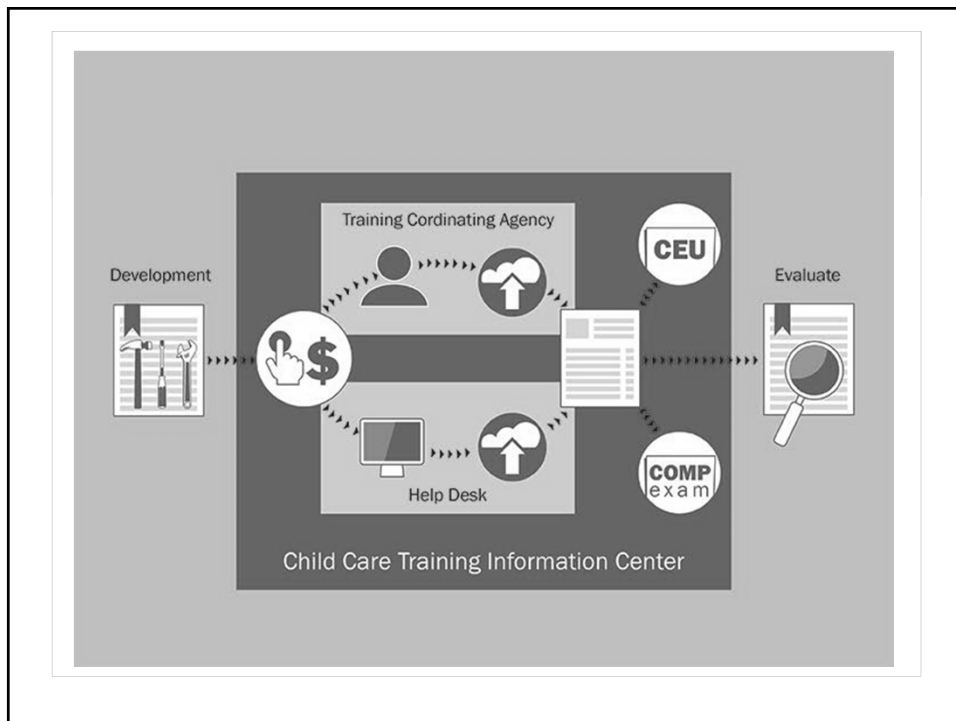 Training Cordinating Agency
CEU
Development
Evaluate
$
COMP
exam
Help Desk
Child Care Training Information Center